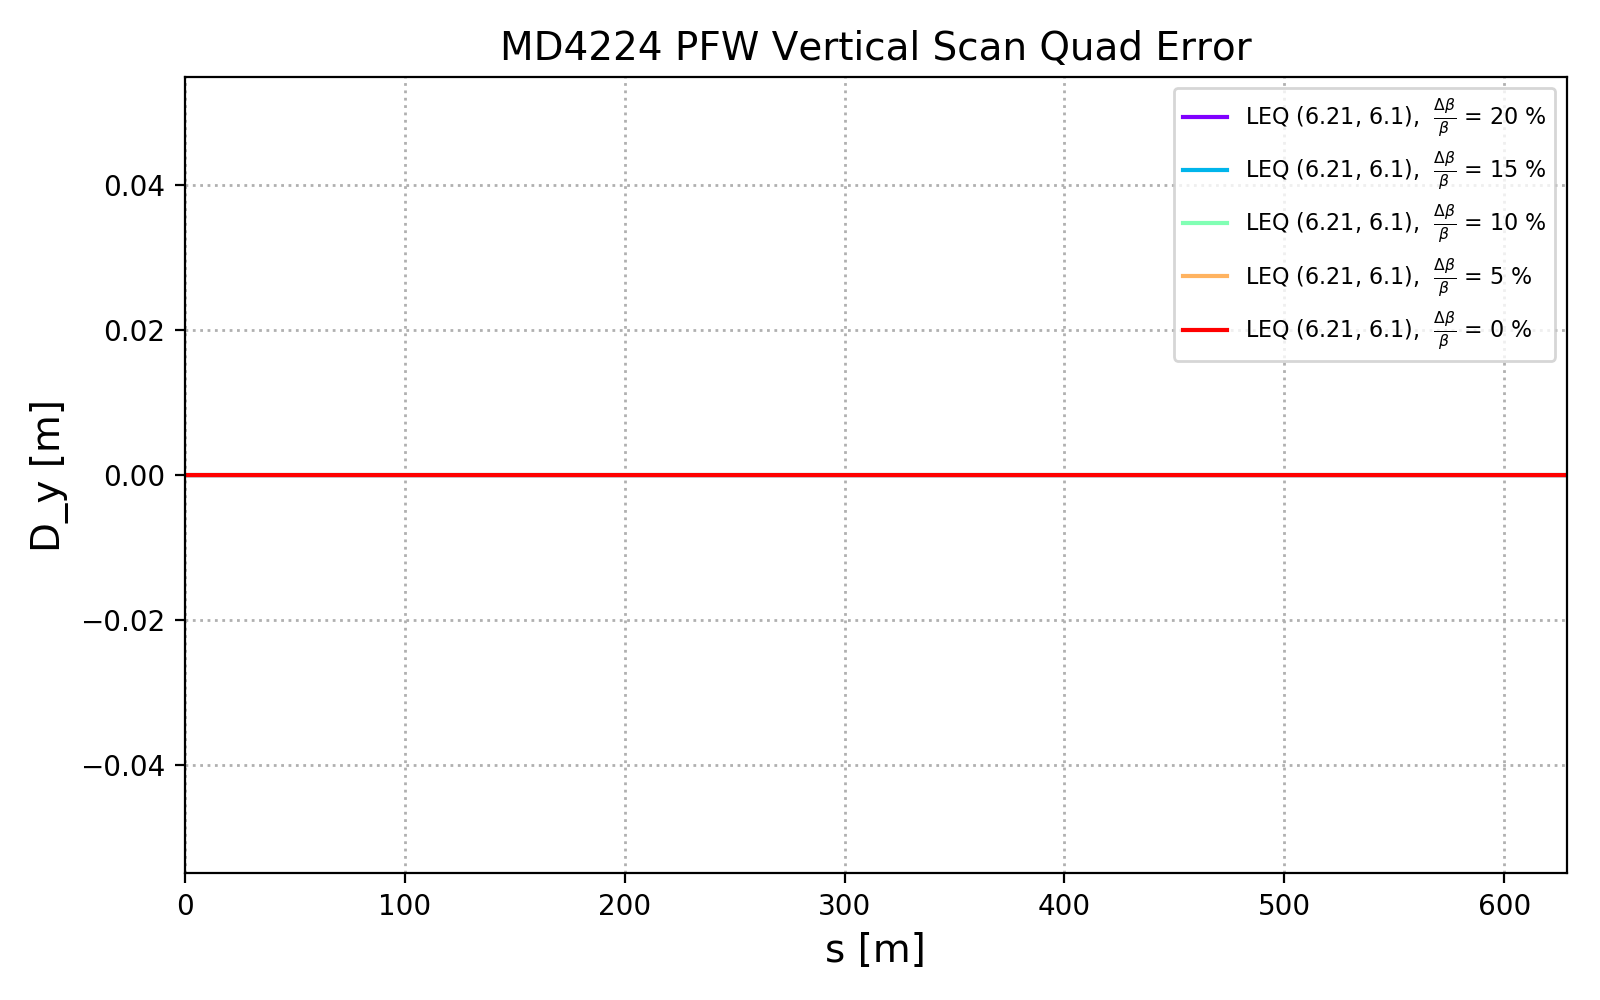 MD4224 PFW Vertical Scan Quad Error
LEQ (6.21, 6.1), Δβ/β = 20 %
LEQ (6.21, 6.1), Δβ/β = 15 %
LEQ (6.21, 6.1), Δβ/β = 10 %
LEQ (6.21, 6.1), Δβ/β = 5 %
LEQ (6.21, 6.1), Δβ/β = 0 %
D_y [m]
0.04
0.02
0.00
−0.02
−0.04
0 100 200 300 400 500 600
s [m]